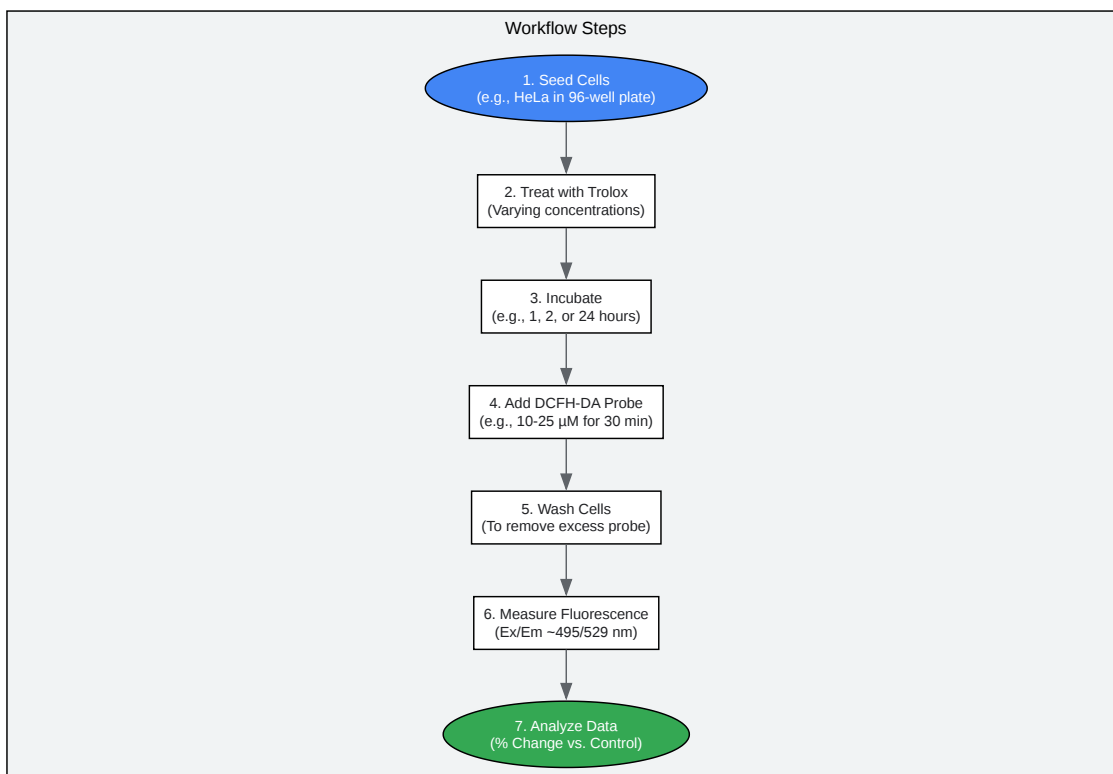 Workflow Steps
1. Seed Cells
(e.g., HeLa in 96-well plate)
2. Treat with Trolox
(Varying concentrations)
3. Incubate
(e.g., 1, 2, or 24 hours)
4. Add DCFH-DA Probe
(e.g., 10-25 µM for 30 min)
5. Wash Cells
(To remove excess probe)
6. Measure Fluorescence
(Ex/Em ~495/529 nm)
7. Analyze Data
(% Change vs. Control)